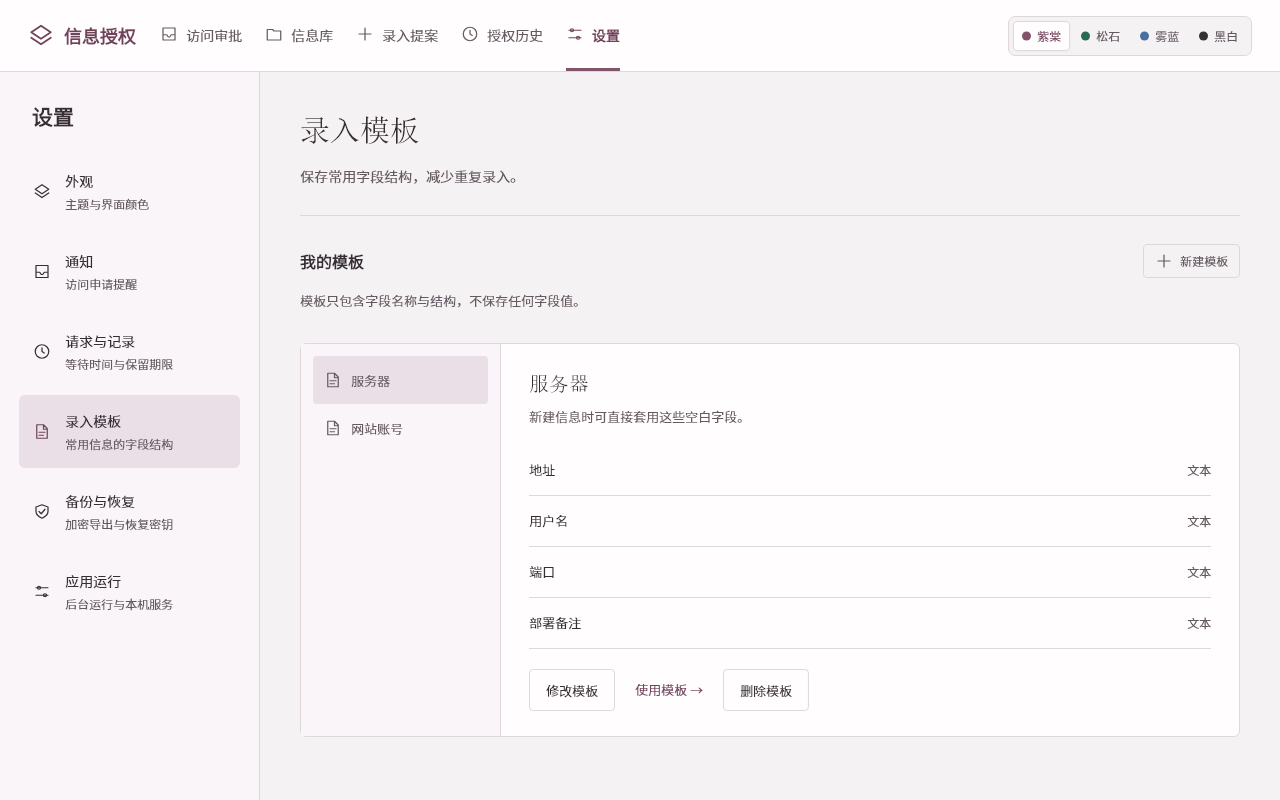 信息授权
访问审批
信息库
录入提案
授权历史
设置
紫棠
松石
雾蓝
黑白
设置
外观
主题与界面颜色
通知
访问申请提醒
请求与记录
等待时间与保留期限
录入模板
常用信息的字段结构
备份与恢复
加密导出与恢复密钥
应用运行
后台运行与本机服务
录入模板
保存常用字段结构，减少重复录入。
我的模板
新建模板
模板只包含字段名称与结构，不保存任何字段值。
服务器
网站账号
服务器
新建信息时可直接套用这些空白字段。
地址 文本
用户名 文本
端口 文本
部署备注 文本
修改模板 使用模板 → 删除模板